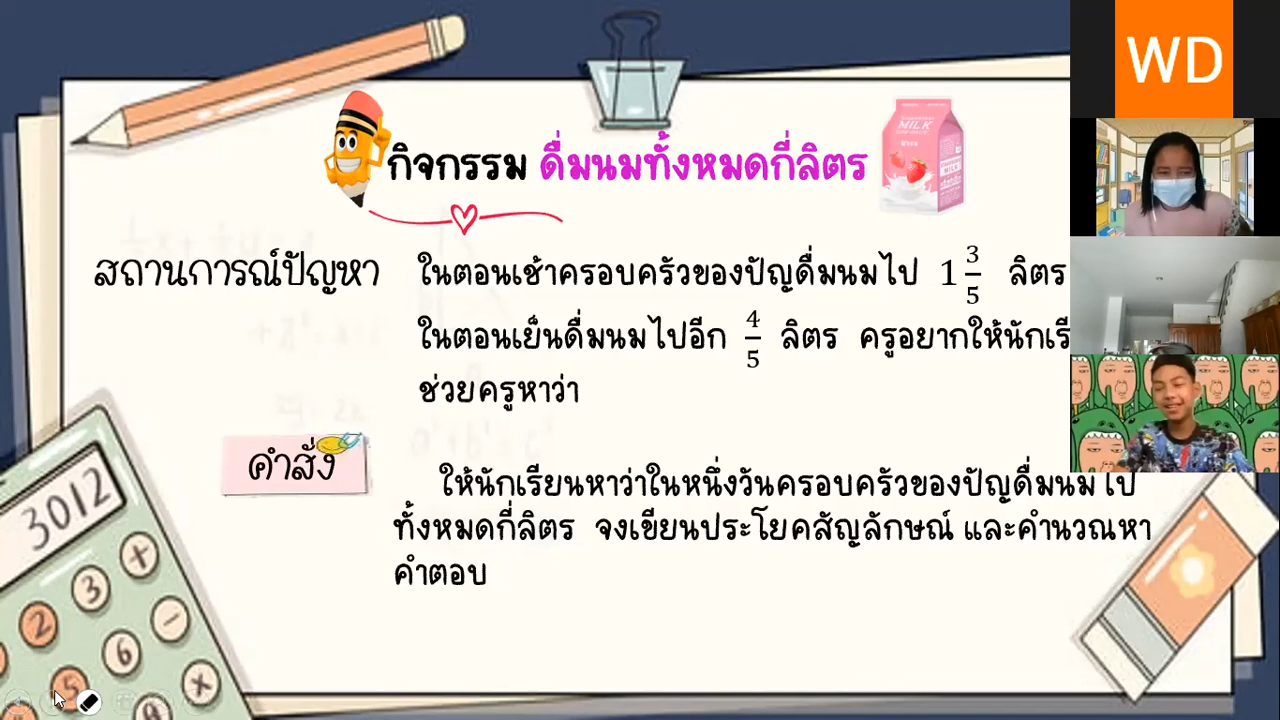 WD
MILK
กิจกรรม ดื่มนมทั้งหมดกี่ลิตร
สถานการณ์ปัญหา
ในตอนเช้าครอบครัวของปัญดื่มนมไป 1 3/5 ลิตร
ในตอนเย็นดื่มนมไปอีก 4/5 ลิตร ครูอยากให้นักเรี
ช่วยครูหาว่า
คำสั่ง
ให้นักเรียนหาว่าในหนึ่งวันครอบครัวของปัญดื่มนมไป
ทั้งหมดกี่ลิตร จงเขียนประโยคสัญลักษณ์ และคำนวณหา
คำตอบ
3012
+
3
2
-
6
5
×
9